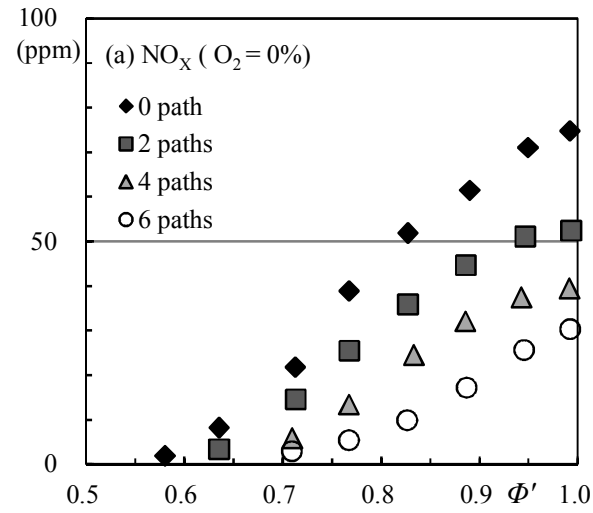 100
(ppm)
(a) NOX ( O2 = 0%)
0 path
2 paths
4 paths
6 paths
50
0
0.5 0.6 0.7 0.8 0.9 Φ′ 1.0